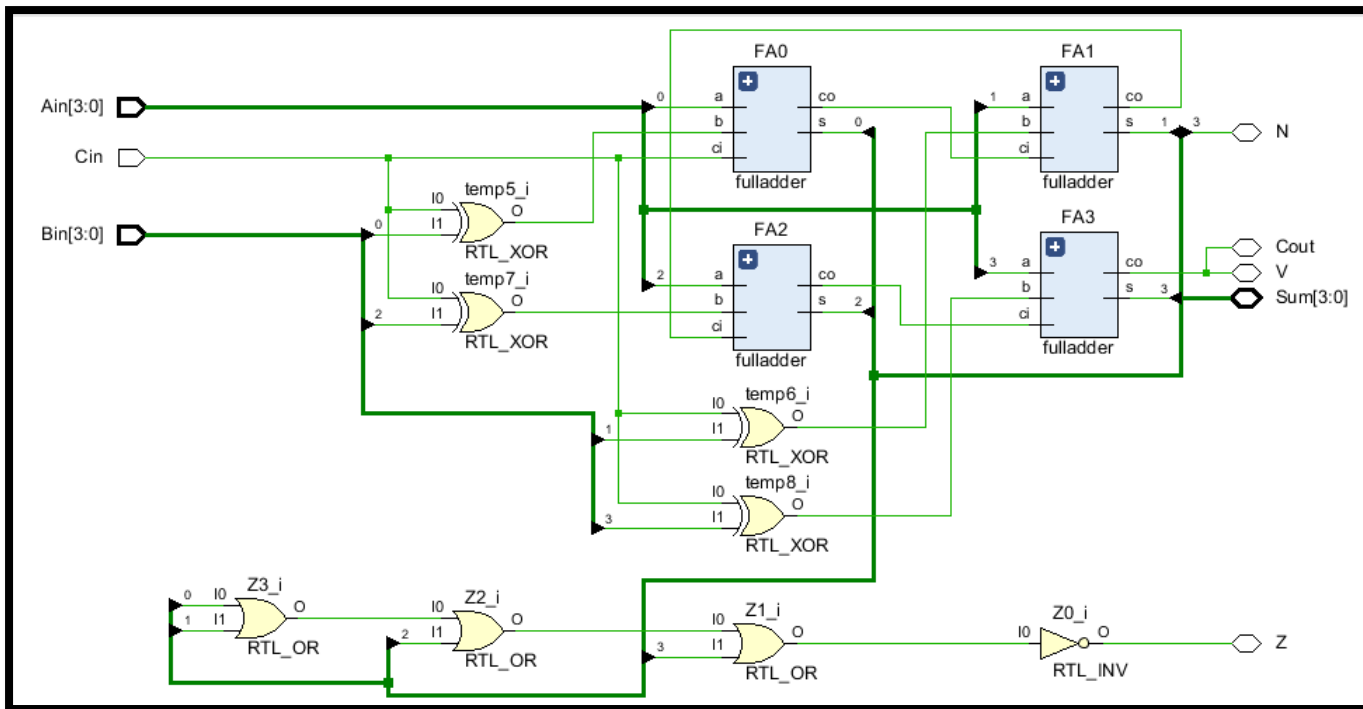 FA0
FA1
Ain[3:0]
0
a
co
b
s
0
ci
fulladder
1
a
co
b
s
1
3
N
ci
fulladder
Cin
temp5_i
I0
O
I1
0
RTL_XOR
Bin[3:0]
temp7_i
I0
O
I1
2
RTL_XOR
FA2
2
a
co
b
s
2
ci
fulladder
FA3
3
a
co
b
s
3
ci
fulladder
Cout
V
Sum[3:0]
temp6_i
I0
O
1
I1
RTL_XOR
temp8_i
I0
O
3
I1
RTL_XOR
Z3_i
0
I0
O
1
I1
RTL_OR
Z2_i
I0
O
2
I1
RTL_OR
Z1_i
I0
O
3
I1
RTL_OR
Z0_i
I0
O
RTL_INV
Z